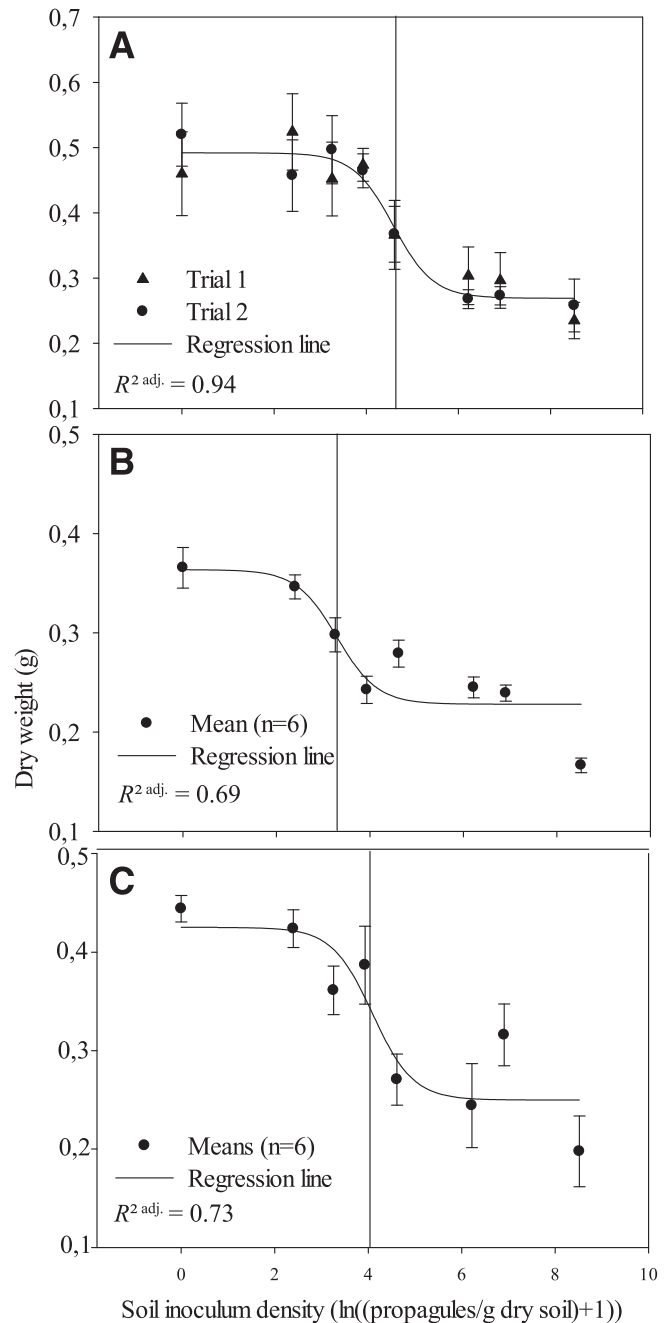 0,7
A
0,6
0,5
0,4
0,3
Trial 1
Trial 2
0,2
Regression line
R² adj. = 0.94
0,1
0,5
B
0,4
0,3
Mean (n=6)
0,2
Regression line
R² adj. = 0.69
0,1
Dry weight (g)
0,5
C
0,4
0,3
0,2
Means (n=6)
Regression line
R² adj. = 0.73
0,1
0 2 4 6 8 10
Soil inoculum density (ln((propagules/g dry soil)+1))